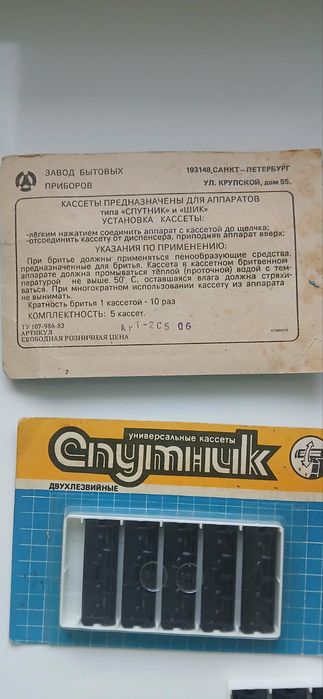 ЗАВОД БЫТОВЫХ
ПРИБОРОВ
193148,САНКТ-ПЕТЕРБУРГ
УЛ. КРУПСКОЙ, дом 55.
КАССЕТЫ ПРЕДНАЗНАЧЕНЫ ДЛЯ АППАРАТОВ
типа «СПУТНИК» и «ШИК»
УСТАНОВКА КАССЕТЫ:
-лёгким нажатием соединить аппарат с кассетой до щелчка;
-отсоединить кассету от диспенсера, приподняв аппарат вверх;
УКАЗАНИЯ ПО ПРИМЕНЕНИЮ:
При бритье должны применяться пенообразующие средства,
предназначенные для бритья. Кассета в кассетном бритвенном
аппарате должна промываться тёплой (проточной) водой с тем-
пературой не выше 50°С, оставшаяся влага должна стряхи-
ваться. При многократном использовании кассету из аппарата
не вынимать.
Кратность бритья 1 кассетой - 10 раз
КОМПЛЕКТНОСТЬ: 5 кассет.
ТУ 107-986-83
АРТИКУЛ
СВОБОДНАЯ РОЗНИЧНАЯ ЦЕНА
Арт-2С5 06
универсальные кассеты
Спутник
ДВУХЛЕЗВИЙНЫЕ